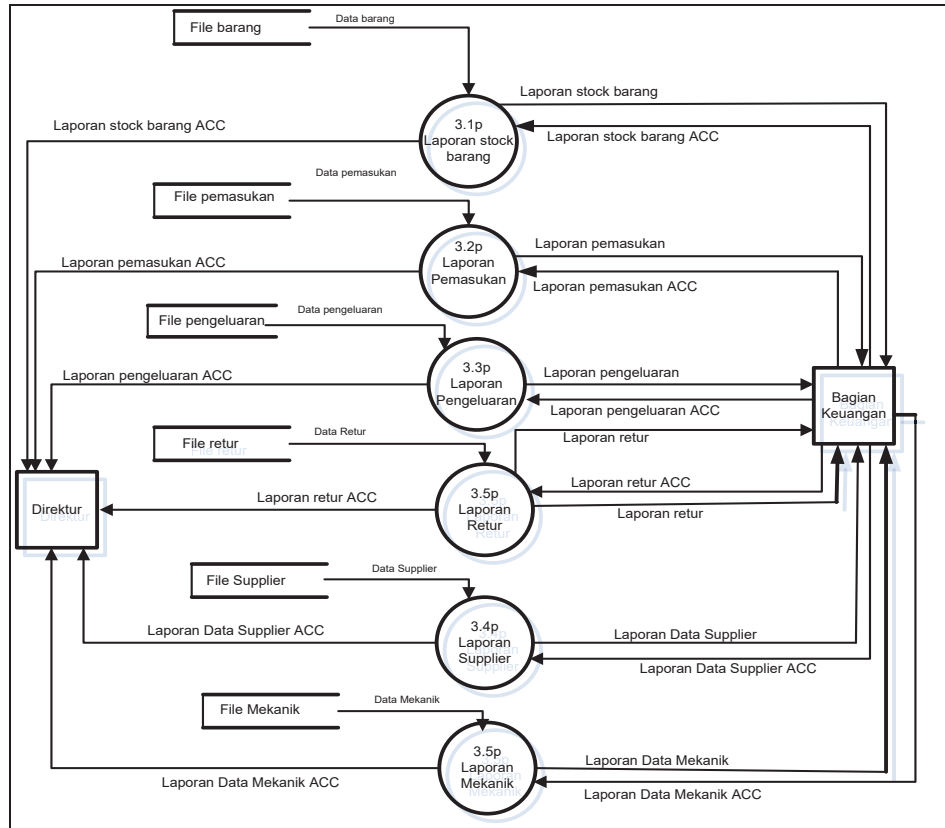 File barang
Data barang
Laporan stock barang
3.1p
Laporan stock
barang
Laporan stock barang ACC
Laporan stock barang ACC
File pemasukan
Data pemasukan
3.2p
Laporan
Pemasukan
Laporan pemasukan
Laporan pemasukan ACC
Laporan pemasukan ACC
File pengeluaran
Data pengeluaran
3.3p
Laporan
Pengeluaran
Laporan pengeluaran ACC
Laporan pengeluaran
Laporan pengeluaran ACC
Bagian
Keuangan
File retur
Data Retur
Laporan retur
3.5p
Laporan
Retur
Laporan retur ACC
Laporan retur ACC
Laporan retur
Direktur
File Supplier
Data Supplier
3.4p
Laporan
Supplier
Laporan Data Supplier ACC
Laporan Data Supplier
Laporan Data Supplier ACC
File Mekanik
Data Mekanik
3.5p
Laporan
Mekanik
Laporan Data Mekanik
Laporan Data Mekanik ACC
Laporan Data Mekanik ACC